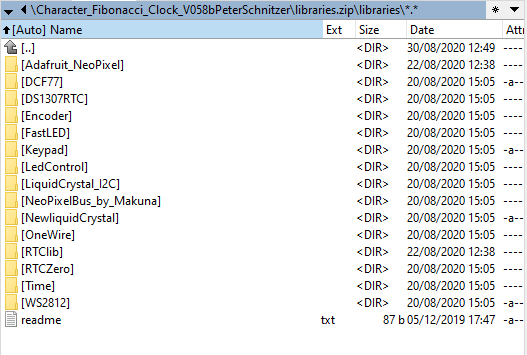 \Character_Fibonacci_Clock_V058bPeterSchnitzer\libraries.zip\libraries\*.*
[Auto] Name Ext Size Date Attr
[..] <DIR> 30/08/2020 12:49 ----
[Adafruit_NeoPixel] <DIR> 22/08/2020 12:38 ----
[DCF77] <DIR> 20/08/2020 15:05 -a--
[DS1307RTC] <DIR> 20/08/2020 15:05 ----
[Encoder] <DIR> 20/08/2020 15:05 ----
[FastLED] <DIR> 20/08/2020 15:05 ----
[Keypad] <DIR> 20/08/2020 15:05 -a--
[LedControl] <DIR> 20/08/2020 15:05 ----
[LiquidCrystal_I2C] <DIR> 20/08/2020 15:05 ----
[NeoPixelBus_by_Makuna] <DIR> 20/08/2020 15:05 ----
[NewliquidCrystal] <DIR> 20/08/2020 15:05 -a--
[OneWire] <DIR> 20/08/2020 15:05 ----
[RTClib] <DIR> 22/08/2020 12:38 ----
[RTCZero] <DIR> 20/08/2020 15:05 ----
[Time] <DIR> 20/08/2020 15:05 ----
[WS2812] <DIR> 20/08/2020 15:05 -a--
readme txt 87 b 05/12/2019 17:47 -a--